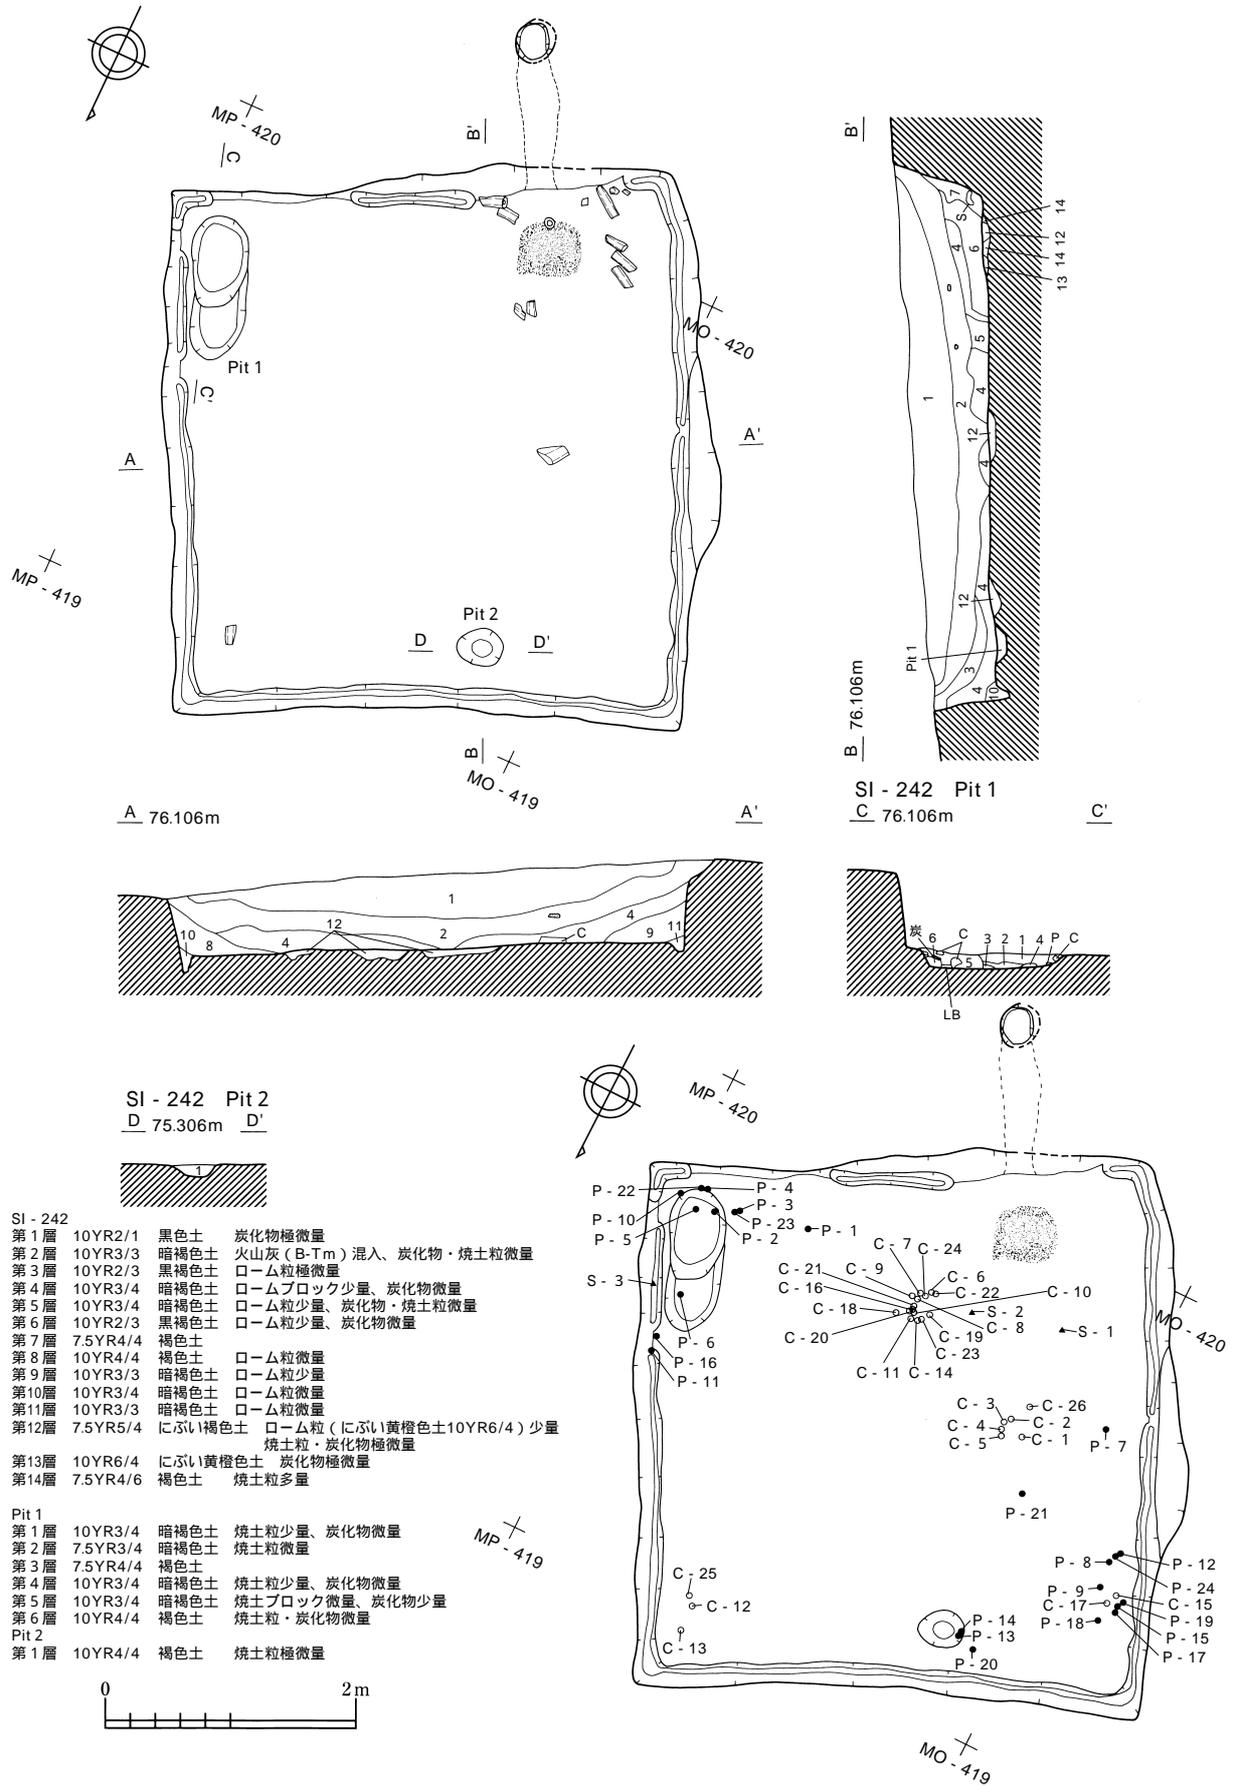 MP - 420
C
B'
Pit 1
C'
MO - 420
A
A'
MP - 419
Pit 2
D
D'
B
MO - 419
B'
7
S
14
4
6
12
14
13
5
1
2
4
12
4
4
12
Pit 1
3
4
10
B 76.106m
A 76.106m
A'
1
12
4
11
10
8
4
2
C
9
SI - 242 Pit 1
C 76.106m
C'
炭
6
C
3
2
1
4
P
C
5
LB
SI - 242 Pit 2
D 75.306m D'
1
SI - 242
第1層 10YR2/1 黒色土 炭化物極微量
第2層 10YR3/3 暗褐色土 火山灰（B-Tm）混入、炭化物・焼土粒微量
第3層 10YR2/3 黒褐色土 ローム粒極微量
第4層 10YR3/4 暗褐色土 ロームブロック少量、炭化物微量
第5層 10YR3/4 暗褐色土 ローム粒少量、炭化物・焼土粒微量
第6層 10YR2/3 黒褐色土 ローム粒少量、炭化物微量
第7層 7.5YR4/4 褐色土
第8層 10YR4/4 褐色土 ローム粒微量
第9層 10YR3/3 暗褐色土 ローム粒少量
第10層 10YR3/4 暗褐色土 ローム粒微量
第11層 10YR3/3 暗褐色土 ローム粒微量
第12層 7.5YR5/4 にぶい褐色土 ローム粒（にぶい黄橙色土10YR6/4）少量
焼土粒・炭化物極微量
第13層 10YR6/4 にぶい黄橙色土 炭化物極微量
第14層 7.5YR4/6 褐色土 焼土粒多量
Pit 1
第1層 10YR3/4 暗褐色土 焼土粒少量、炭化物微量
第2層 7.5YR3/4 暗褐色土 焼土粒微量
第3層 7.5YR4/4 褐色土
第4層 10YR3/4 暗褐色土 焼土粒少量、炭化物微量
第5層 10YR3/4 暗褐色土 焼土ブロック微量、炭化物少量
第6層 10YR4/4 褐色土 焼土粒・炭化物微量
Pit 2
第1層 10YR4/4 褐色土 焼土粒極微量
0
2m
MP - 420
P - 22
P - 4
P - 3
P - 10
P - 23
P - 5
P - 2
P - 1
C - 7
C - 24
C - 21
C - 9
C - 6
S - 3
C - 16
C - 22
C - 10
C - 18
S - 2
MO - 420
C - 20
C - 8
S - 1
P - 6
C - 19
P - 16
C - 23
P - 11
C - 11
C - 14
C - 3
C - 26
C - 4
C - 2
C - 5
C - 1
P - 7
P - 21
MP - 419
P - 8
P - 12
C - 25
P - 9
P - 24
C - 12
C - 17
C - 15
P - 14
P - 18
P - 19
C - 13
P - 13
P - 15
P - 20
P - 17
MO - 419